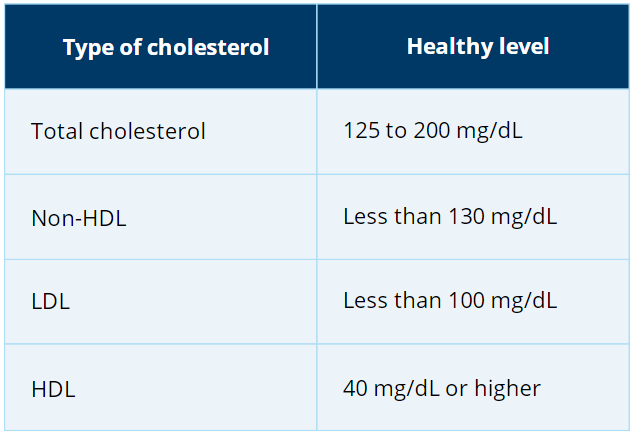 Type of cholesterol
Healthy level
Total cholesterol
125 to 200 mg/dL
Non-HDL
Less than 130 mg/dL
LDL
Less than 100 mg/dL
HDL
40 mg/dL or higher